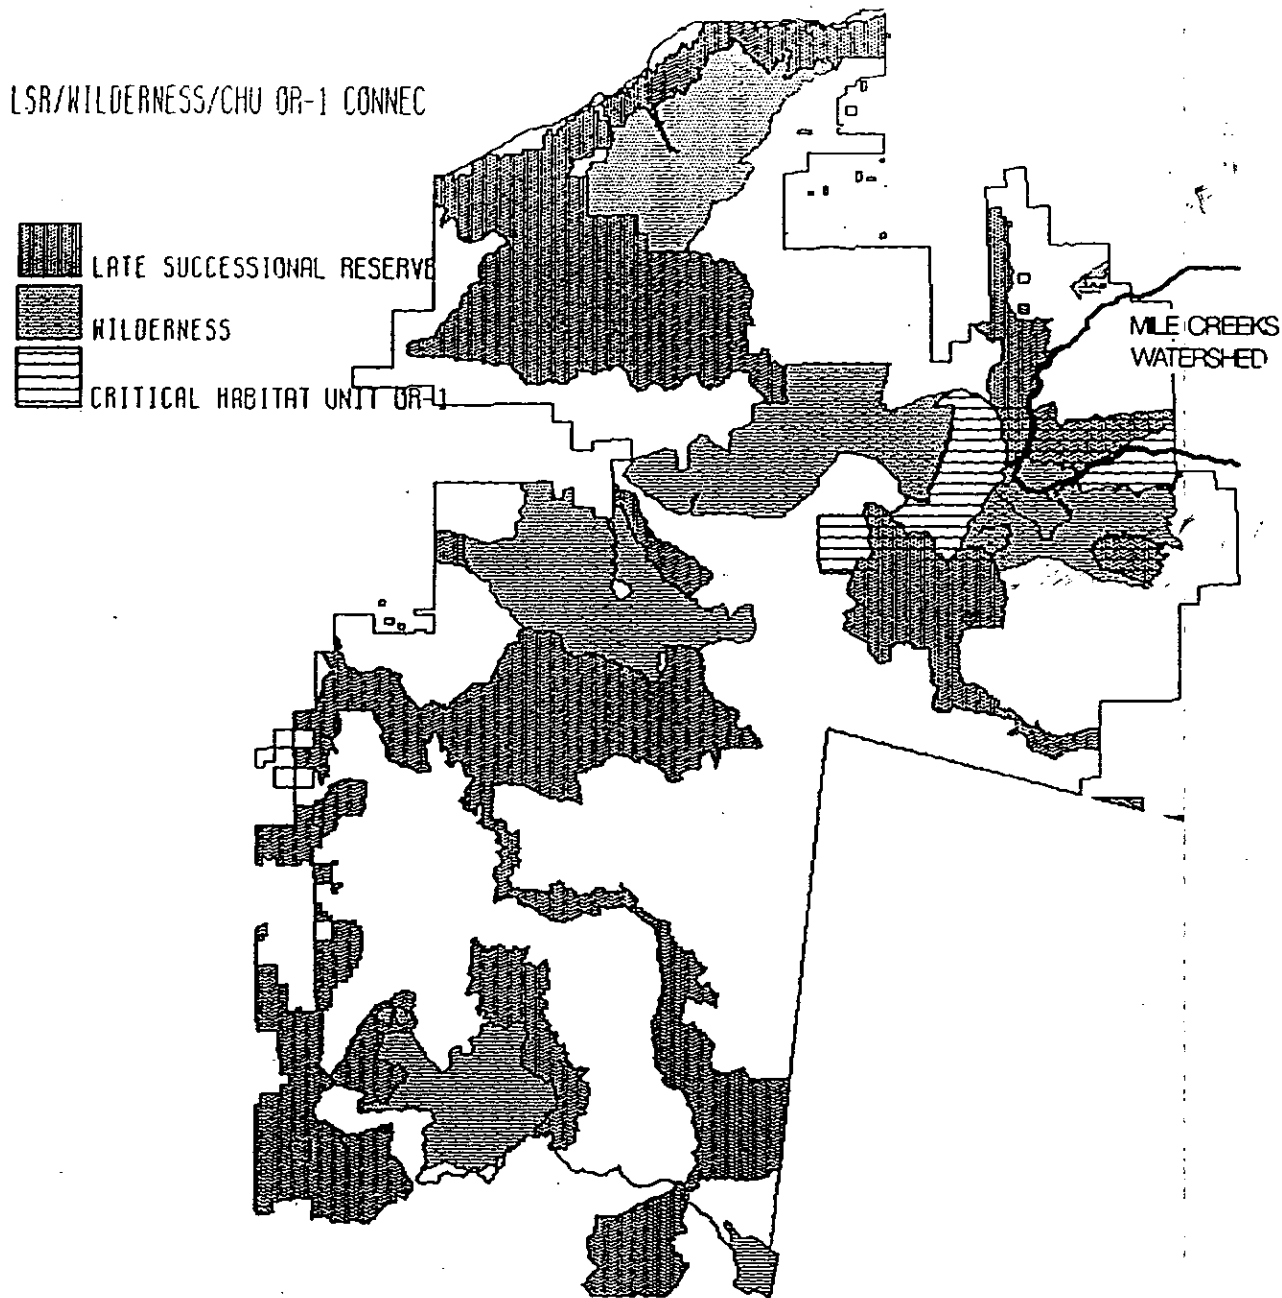 LSR/WILDERNESS/CHU OR-1 CONNEC
LATE SUCCESSIONAL RESERVE
WILDERNESS
CRITICAL HABITAT UNIT OR-1
MILE CREEKS
WATERSHED